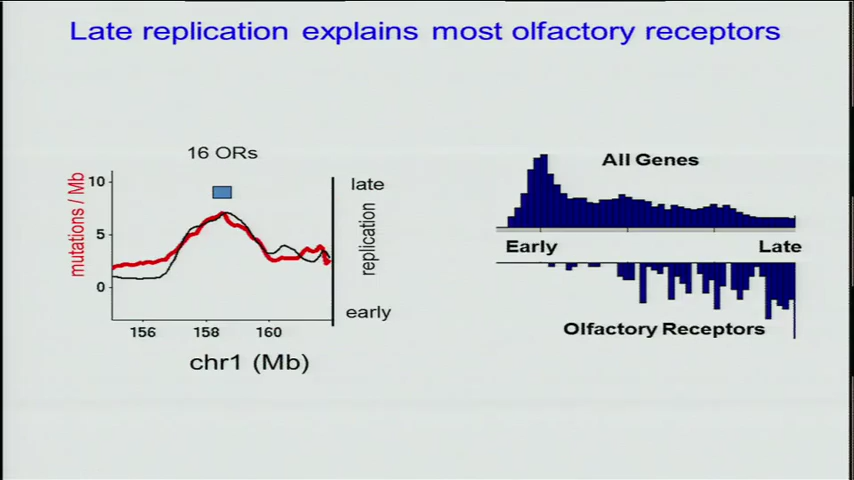 Late replication explains most olfactory receptors
16 ORs
mutations / Mb
10
5
0
156
158
160
chr1 (Mb)
late
replication
early
All Genes
Early
Late
Olfactory Receptors